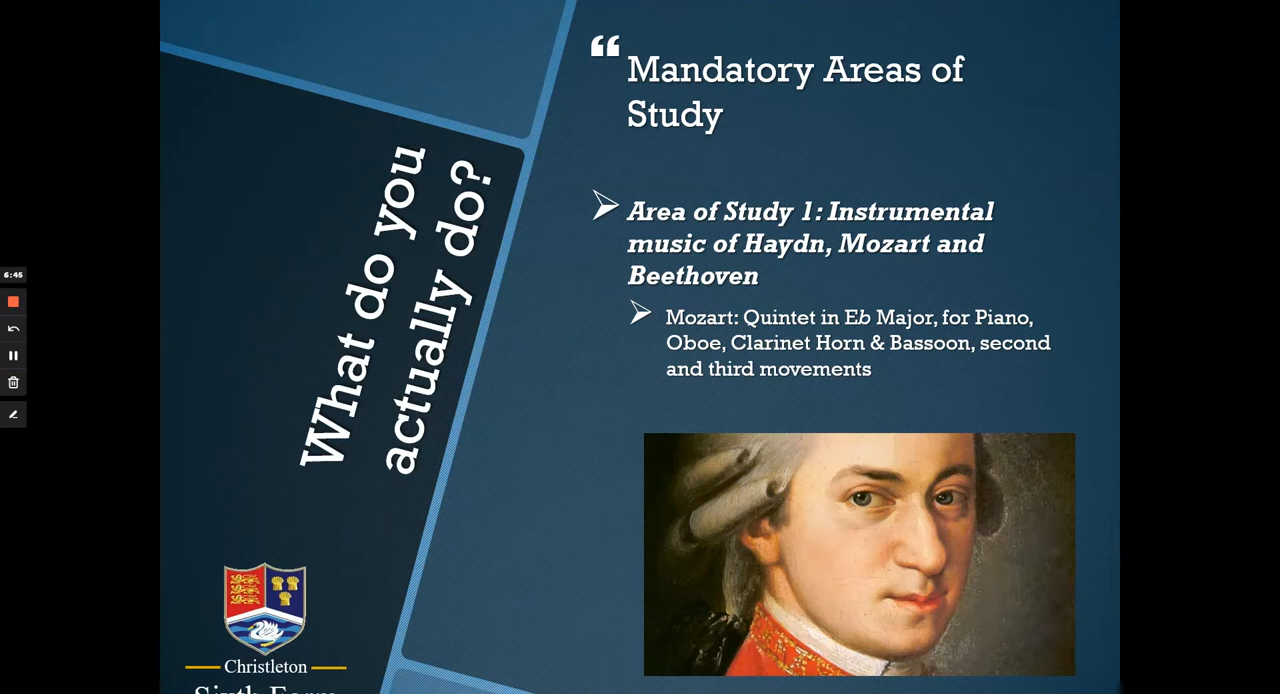 “ Mandatory Areas of
Study
What do you
actually do?
Area of Study 1: Instrumental
music of Haydn, Mozart and
Beethoven
Mozart: Quintet in Eb Major, for Piano,
Oboe, Clarinet Horn & Bassoon, second
and third movements
6:45
Christleton
Sixth Form